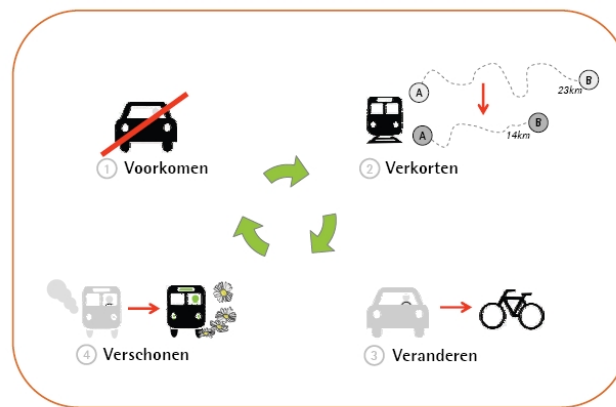 ① Voorkomen
A
B
23km
A
B
14km
② Verkorten
④ Verschonen
③ Veranderen